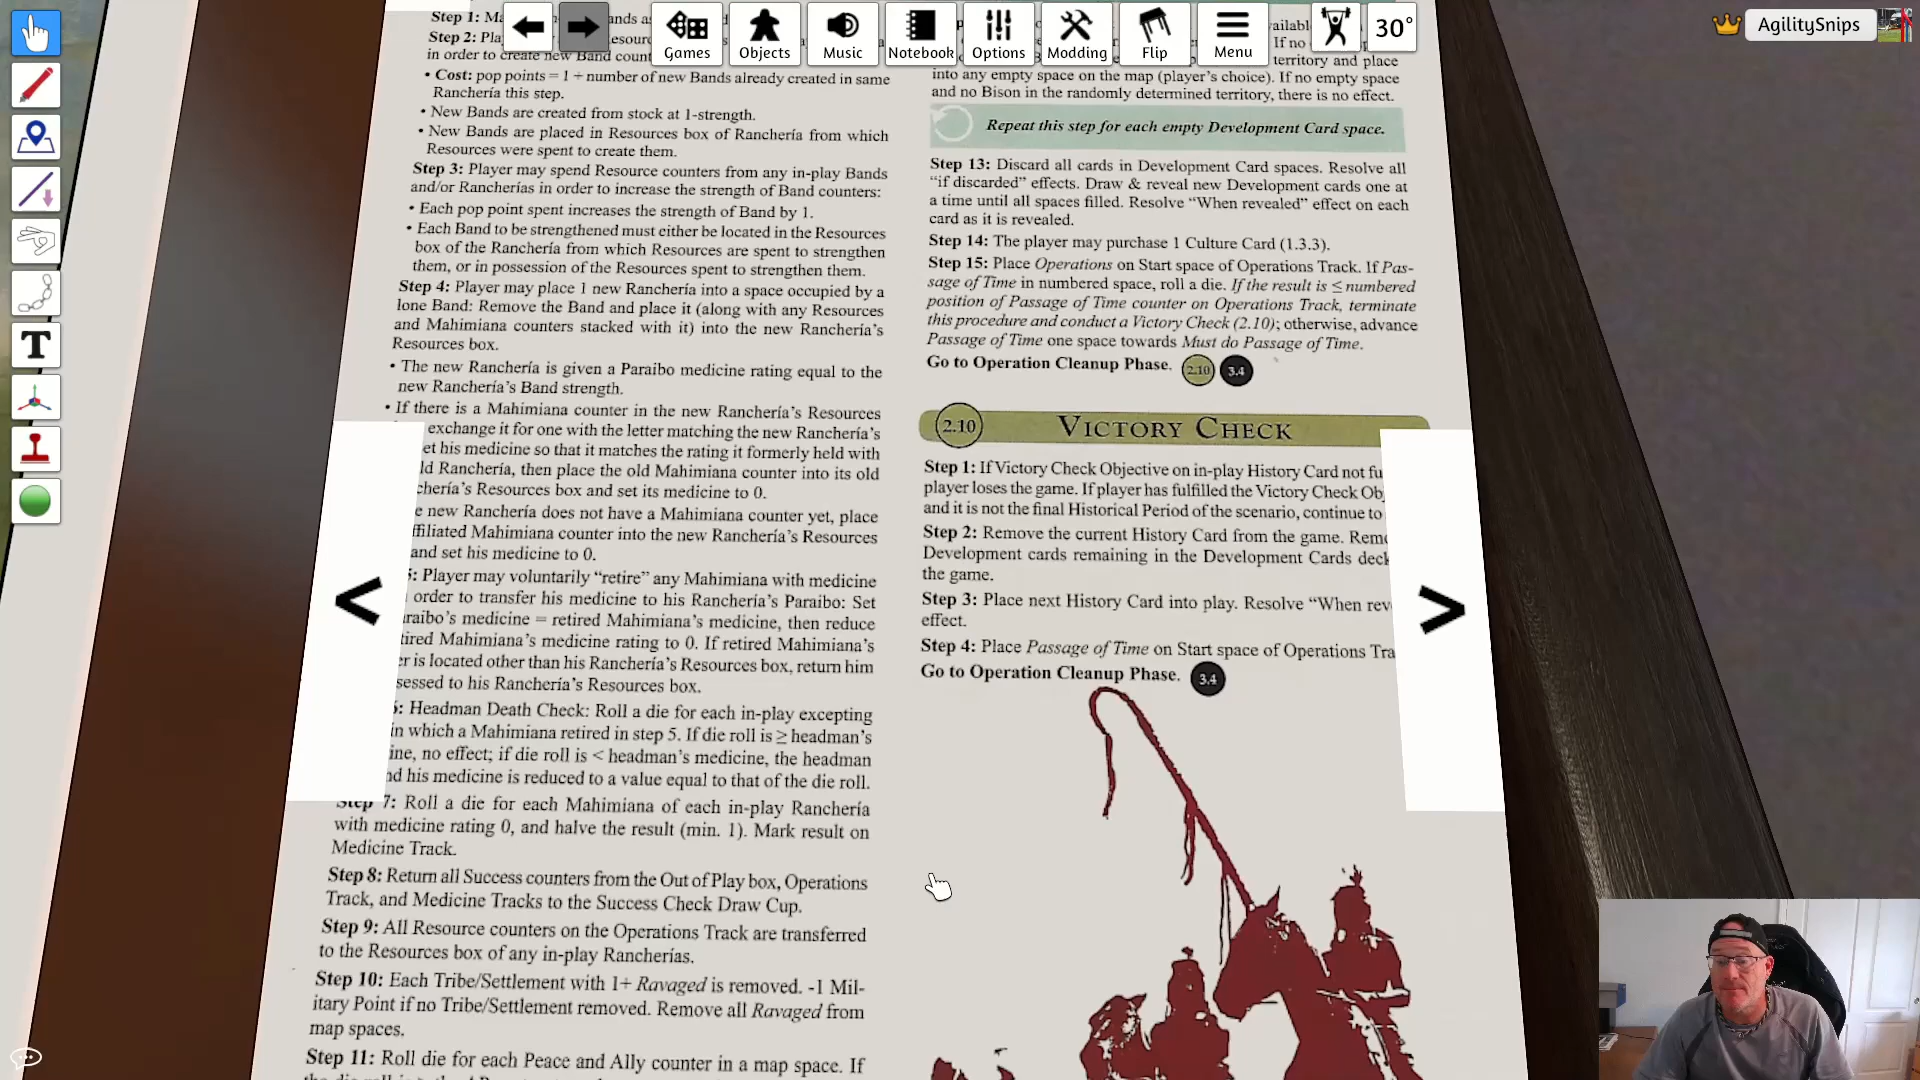 Games
Objects
Music
Notebook
Options
Modding
Flip
Menu
30°
AgilitySnips
Step 1:
Step 2:
in order to create new Band
• Cost: pop points = 1 + number of new Bands already created in same
Ranchería this step.
• New Bands are created from stock at 1-strength.
• New Bands are placed in Resources box of Ranchería from which
Resources were spent to create them.
Step 3: Player may spend Resource counters from any in-play Bands
and/or Rancherías in order to increase the strength of Band counters:
• Each pop point spent increases the strength of Band by 1.
• Each Band to be strengthened must either be located in the Resources
box of the Ranchería from which Resources are spent to strengthen
them, or in possession of the Resources spent to strengthen them.
Step 4: Player may place 1 new Ranchería into a space occupied by a
lone Band: Remove the Band and place it (along with any Resources
and Mahimiana counters stacked with it) into the new Ranchería's
Resources box.
• The new Ranchería is given a Paraibo medicine rating equal to the
new Ranchería's Band strength.
• If there is a Mahimiana counter in the new Ranchería's Resources
exchange it for one with the letter matching the new Ranchería's
et his medicine so that it matches the rating it formerly held with
ld Ranchería, then place the old Mahimiana counter into its old
chería's Resources box and set its medicine to 0.
e new Ranchería does not have a Mahimiana counter yet, place
ffiliated Mahimiana counter into the new Ranchería's Resources
and set his medicine to 0.
: Player may voluntarily "retire" any Mahimiana with medicine
order to transfer his medicine to his Ranchería's Paraibo: Set
raibo's medicine = retired Mahimiana's medicine, then reduce
tired Mahimiana's medicine rating to 0. If retired Mahimiana's
er is located other than his Ranchería's Resources box, return him
sessed to his Ranchería's Resources box.
: Headman Death Check: Roll a die for each in-play excepting
in which a Mahimiana retired in step 5. If die roll is ≥ headman's
ine, no effect; if die roll is < headman's medicine, the headman
d his medicine is reduced to a value equal to that of the die roll.
Step 7: Roll a die for each Mahimiana of each in-play Ranchería
with medicine rating 0, and halve the result (min. 1). Mark result on
Medicine Track.
Step 8: Return all Success counters from the Out of Play box, Operations
Track, and Medicine Tracks to the Success Check Draw Cup.
Step 9: All Resource counters on the Operations Track are transferred
to the Resources box of any in-play Rancherías.
Step 10: Each Tribe/Settlement with 1+ Ravaged is removed. -1 Mil-
itary Point if no Tribe/Settlement removed. Remove all Ravaged from
map spaces.
Step 11: Roll die for each Peace and Ally counter in a map space. If
If no
territory and place
into any empty space on the map (player's choice). If no empty space
and no Bison in the randomly determined territory, there is no effect.
Repeat this step for each empty Development Card space.
Step 13: Discard all cards in Development Card spaces. Resolve all
"if discarded" effects. Draw & reveal new Development cards one at
a time until all spaces filled. Resolve "When revealed" effect on each
card as it is revealed.
Step 14: The player may purchase 1 Culture Card (1.3.3).
Step 15: Place Operations on Start space of Operations Track. If Pas-
sage of Time in numbered space, roll a die. If the result is ≤ numbered
position of Passage of Time counter on Operations Track, terminate
this procedure and conduct a Victory Check (2.10); otherwise, advance
Passage of Time one space towards Must do Passage of Time.
Go to Operation Cleanup Phase. 2.10 3.4
2.10 VICTORY CHECK
Step 1: If Victory Check Objective on in-play History Card not fu
player loses the game. If player has fulfilled the Victory Check Ob
and it is not the final Historical Period of the scenario, continue to
Step 2: Remove the current History Card from the game. Remo
Development cards remaining in the Development Cards deck
the game.
Step 3: Place next History Card into play. Resolve "When rev
effect.
Step 4: Place Passage of Time on Start space of Operations Tra
Go to Operation Cleanup Phase. 3.4
< >